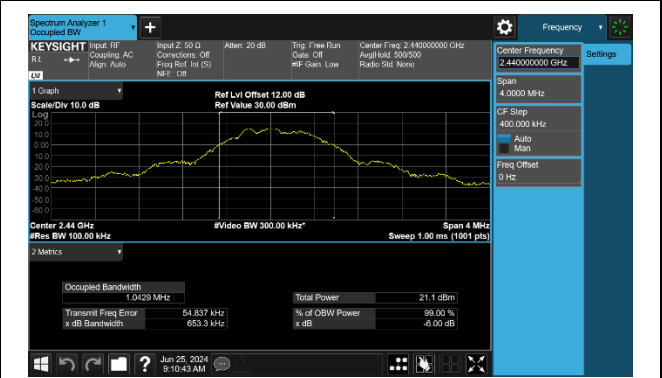 Spectrum Analyzer 1
Occupied BW
Frequency
KEYSIGHT
Input: RF
Coupling: AC
Align: Auto
Input Z: 50 Ω
Corrections: Off
Freq Ref: Int (S)
NFE: Off
Atten: 20 dB
Trig: Free Run
Gate: Off
#IF Gain: Low
Center Freq: 2.440000000 GHz
Avg|Hold: 500/500
Radio Std: None
R L
Center Frequency
2.440000000 GHz
Settings
Span
4.0000 MHz
CF Step
400.000 kHz
Auto
Man
Freq Offset
0 Hz
1 Graph
Scale/Div 10.0 dB
Ref Lvl Offset 12.00 dB
Ref Value 30.00 dBm
Log
20.0
10.0
0.00
-10.0
-20.0
-30.0
-40.0
-50.0
-60.0
Center 2.44 GHz
#Res BW 100.00 kHz
#Video BW 300.00 kHz*
Span 4 MHz
Sweep 1.00 ms (1001 pts)
2 Metrics
Occupied Bandwidth
1.0429 MHz
Total Power 21.1 dBm
Transmit Freq Error 54.837 kHz
% of OBW Power 99.00 %
x dB Bandwidth 653.3 kHz
x dB -6.00 dB
?
Jun 25, 2024
9:10:43 AM